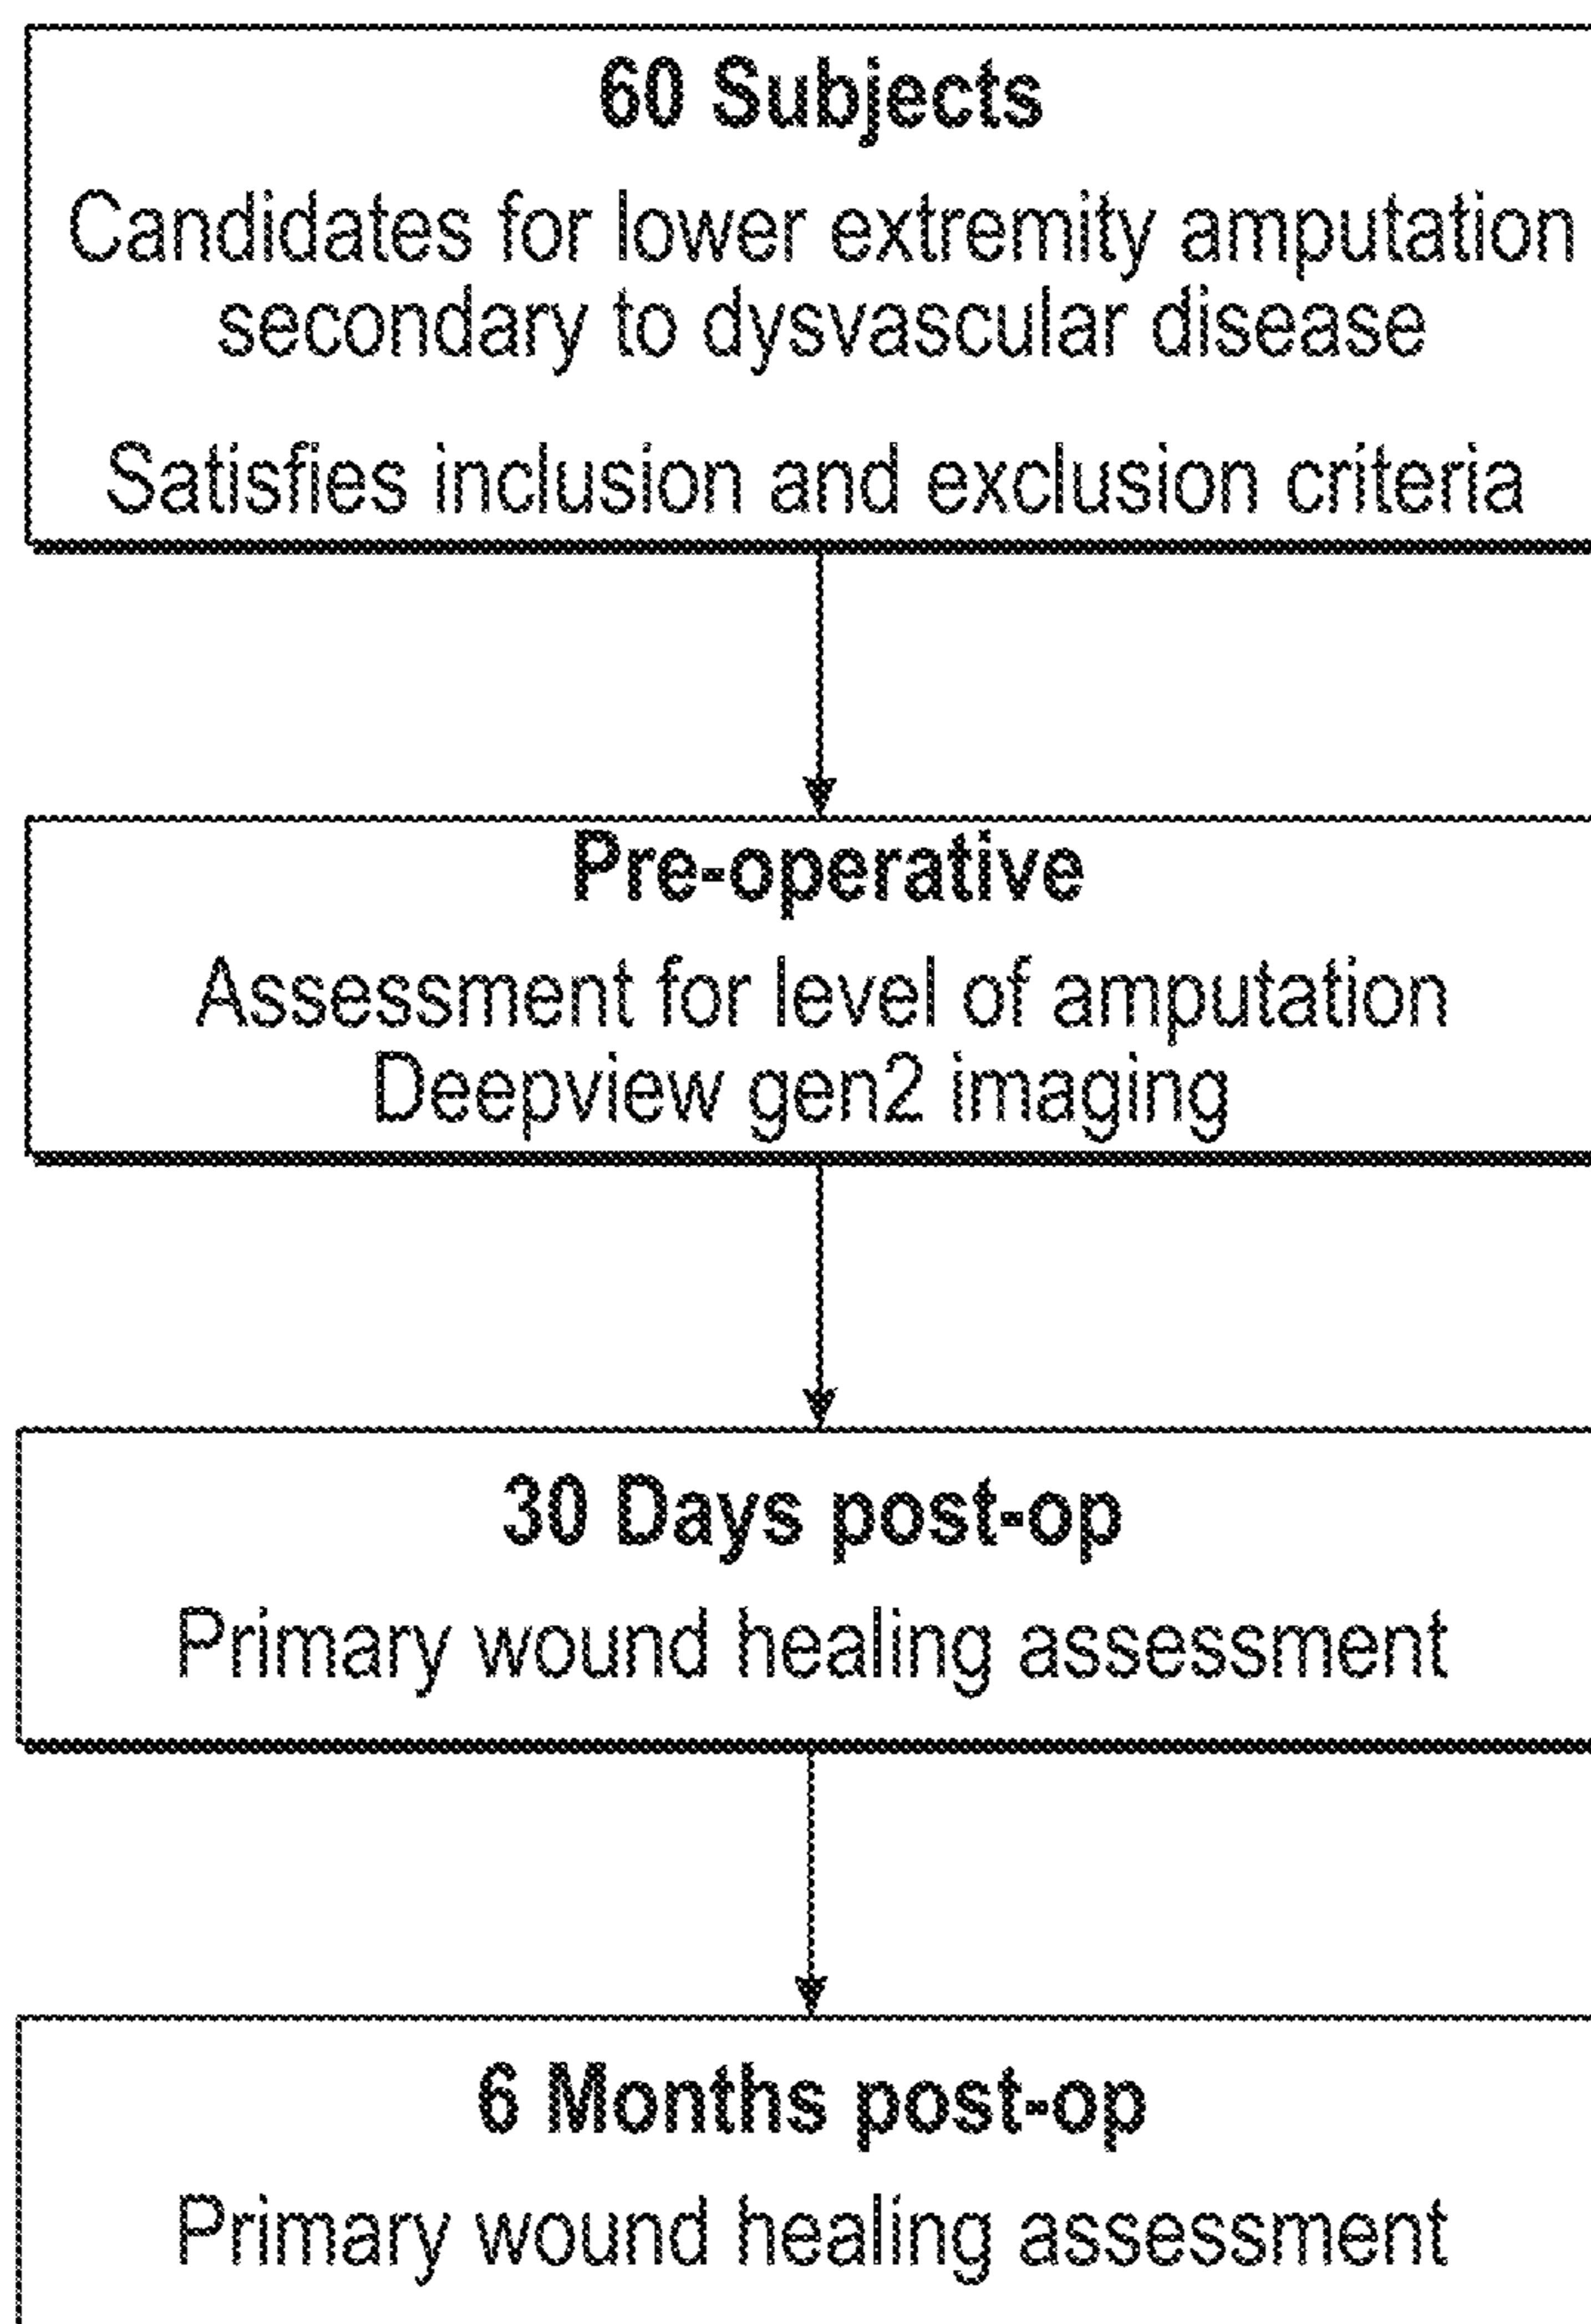 60 Subjects
Candidates for lower extremity amputation
secondary to dysvascular disease
Satisfies inclusion and exclusion criteria
Pre-operative
Assessment for level of amputation
Deepview gen2 imaging
30 Days post-op
Primary wound healing assessment
6 Months post-op
Primary wound healing assessment